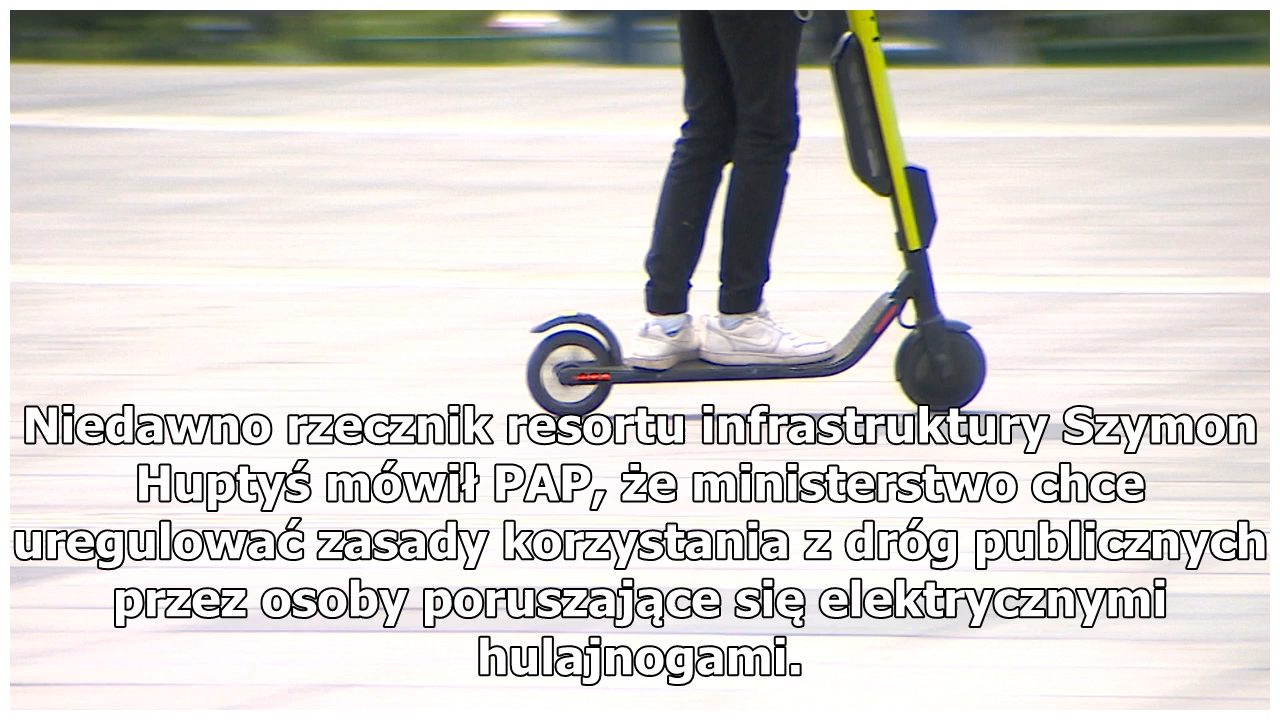 Niedawno rzecznik resortu infrastruktury Szymon
Huptyś mówił PAP, że ministerstwo chce
uregulować zasady korzystania z dróg publicznych
przez osoby poruszające się elektrycznymi
hulajnogami.